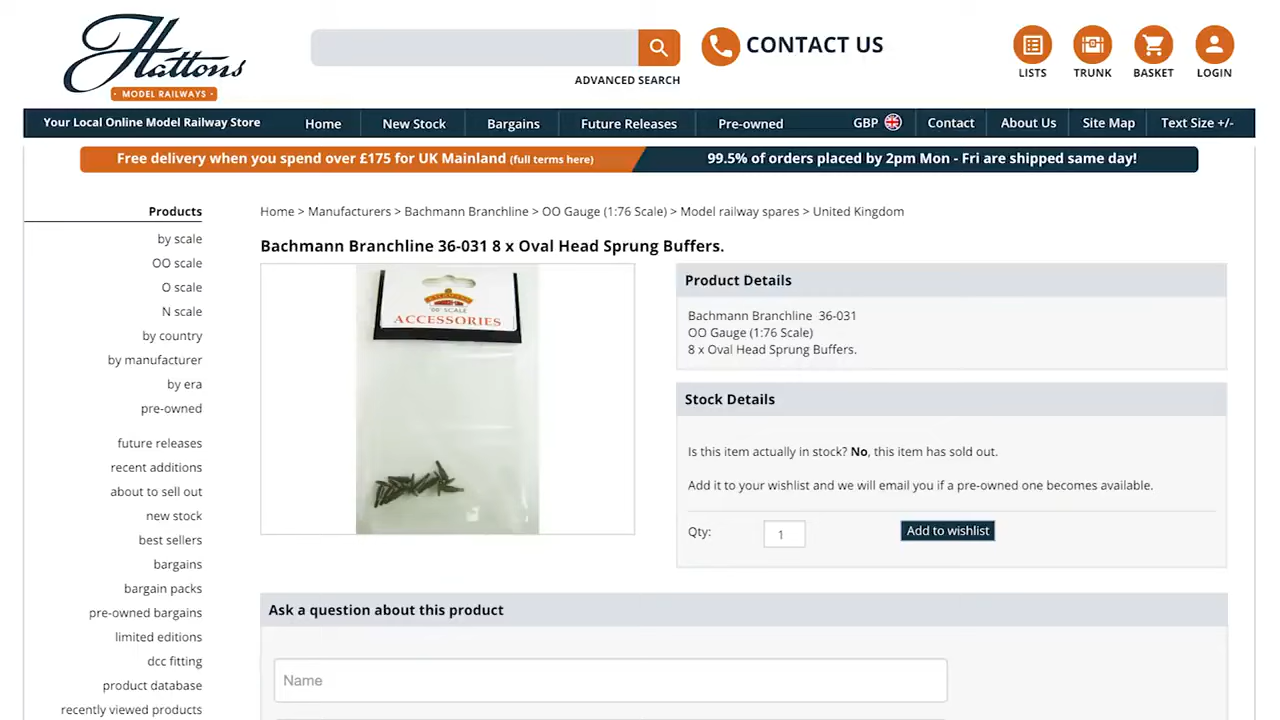 Hattons
· MODEL RAILWAYS ·
ADVANCED SEARCH
CONTACT US
LISTS
TRUNK
BASKET
LOGIN
Your Local Online Model Railway Store
Home
New Stock
Bargains
Future Releases
Pre-owned
GBP
Contact
About Us
Site Map
Text Size +/-
Free delivery when you spend over £175 for UK Mainland (full terms here)
99.5% of orders placed by 2pm Mon - Fri are shipped same day!
Products
by scale
OO scale
O scale
N scale
by country
by manufacturer
by era
pre-owned
future releases
recent additions
about to sell out
new stock
best sellers
bargains
bargain packs
pre-owned bargains
limited editions
dcc fitting
product database
recently viewed products
Home > Manufacturers > Bachmann Branchline > OO Gauge (1:76 Scale) > Model railway spares > United Kingdom
Bachmann Branchline 36-031 8 x Oval Head Sprung Buffers.
'00' SCALE
ACCESSORIES
Product Details
Bachmann Branchline 36-031
OO Gauge (1:76 Scale)
8 x Oval Head Sprung Buffers.
Stock Details
Is this item actually in stock? No, this item has sold out.
Add it to your wishlist and we will email you if a pre-owned one becomes available.
Qty:
1
Add to wishlist
Ask a question about this product
Name